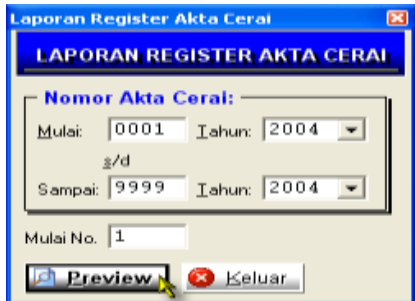 Laporan Register Akta Cerai
LAPORAN REGISTER AKTA CERAI
Nomor Akta Cerai:
Mulai: 0001 Tahun: 2004
s/d
Sampai: 9999 Tahun: 2004
Mulai No. 1
Preview Keluar